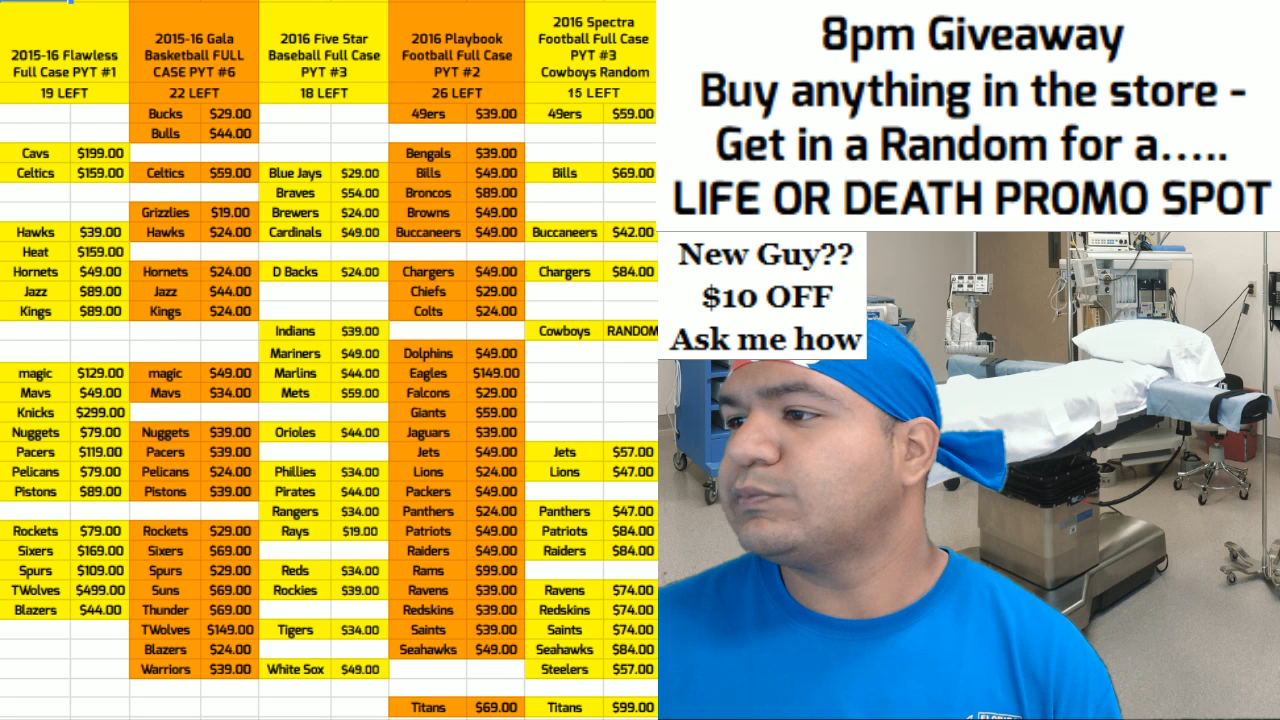 2015-16 Flawless
Full Case PYT #1
19 LEFT
Cavs $199.00
Celtics $159.00
Hawks $39.00
Heat $159.00
Hornets $49.00
Jazz $89.00
Kings $89.00
magic $129.00
Mavs $49.00
Knicks $299.00
Nuggets $79.00
Pacers $119.00
Pelicans $79.00
Pistons $89.00
Rockets $79.00
Sixers $169.00
Spurs $109.00
TWolves $499.00
Blazers $44.00
2015-16 Gala
Basketball FULL
CASE PYT #6
22 LEFT
Bucks $29.00
Bulls $44.00
Celtics $59.00
Grizzlies $19.00
Hawks $24.00
Hornets $24.00
Jazz $44.00
Kings $24.00
magic $49.00
Mavs $34.00
Nuggets $39.00
Pacers $39.00
Pelicans $24.00
Pistons $39.00
Rockets $29.00
Sixers $69.00
Spurs $29.00
Suns $69.00
Thunder $69.00
TWolves $149.00
Blazers $24.00
Warriors $39.00
2016 Five Star
Baseball Full Case
PYT #3
18 LEFT
Blue Jays $29.00
Braves $54.00
Brewers $24.00
Cardinals $49.00
D Backs $24.00
Indians $39.00
Mariners $49.00
Marlins $44.00
Mets $59.00
Orioles $44.00
Phillies $34.00
Pirates $44.00
Rangers $34.00
Rays $19.00
Reds $34.00
Rockies $39.00
Tigers $34.00
White Sox $49.00
2016 Playbook
Football Full Case
PYT #2
26 LEFT
49ers $39.00
Bengals $39.00
Bills $49.00
Broncos $89.00
Browns $49.00
Buccaneers $49.00
Chargers $49.00
Chiefs $29.00
Colts $24.00
Dolphins $49.00
Eagles $149.00
Falcons $29.00
Giants $59.00
Jaguars $39.00
Jets $49.00
Lions $24.00
Packers $49.00
Panthers $24.00
Patriots $49.00
Raiders $49.00
Rams $99.00
Ravens $39.00
Redskins $39.00
Saints $39.00
Seahawks $49.00
Titans $69.00
2016 Spectra
Football Full Case
PYT #3
Cowboys Random
15 LEFT
49ers $59.00
Bills $69.00
Buccaneers $42.00
Chargers $84.00
Cowboys RANDOM
Jets $57.00
Lions $47.00
Panthers $47.00
Patriots $84.00
Raiders $84.00
Ravens $74.00
Redskins $74.00
Saints $74.00
Seahawks $84.00
Steelers $57.00
Titans $99.00
8pm Giveaway
Buy anything in the store -
Get in a Random for a.....
LIFE OR DEATH PROMO SPOT
New Guy??
$10 OFF
Ask me how